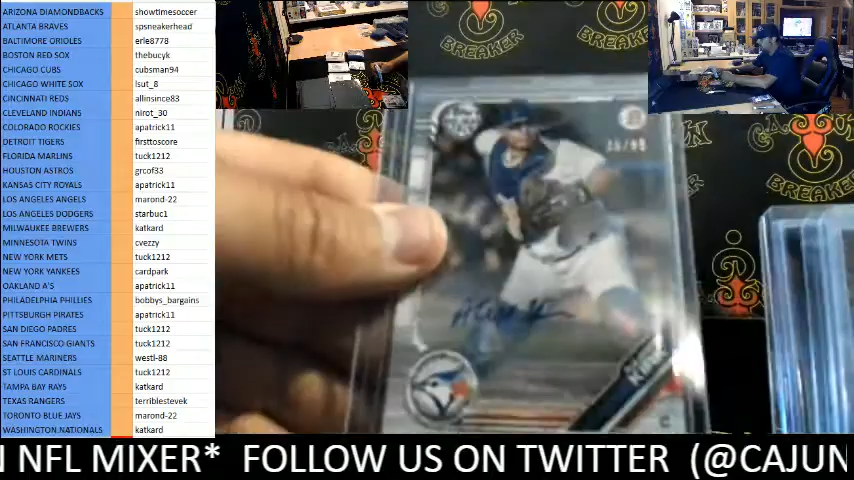 ARIZONA DIAMONDBACKS showtimesoccer
ATLANTA BRAVES spsneakerhead
BALTIMORE ORIOLES erle8778
BOSTON RED SOX thebucyk
CHICAGO CUBS cubsman94
CHICAGO WHITE SOX lsut_8
CINCINNATI REDS allinsince83
CLEVELAND INDIANS nirot_30
COLORADO ROCKIES apatrick11
DETROIT TIGERS firsttoscore
FLORIDA MARLINS tuck1212
HOUSTON ASTROS grcof33
KANSAS CITY ROYALS apatrick11
LOS ANGELES ANGELS marond-22
LOS ANGELES DODGERS starbuc1
MILWAUKEE BREWERS katkard
MINNESOTA TWINS cvezzy
NEW YORK METS tuck1212
NEW YORK YANKEES cardpark
OAKLAND A'S apatrick11
PHILADELPHIA PHILLIES bobbys_bargains
PITTSBURGH PIRATES apatrick11
SAN DIEGO PADRES tuck1212
SAN FRANCISCO GIANTS tuck1212
SEATTLE MARINERS westl-88
ST LOUIS CARDINALS tuck1212
TAMPA BAY RAYS katkard
TEXAS RANGERS terriblestevek
TORONTO BLUE JAYS marond-22
WASHINGTON NATIONALS katkard
BREAKER
BREAKER
BREAKER
KIRK
C
N NFL MIXER* FOLLOW US ON TWITTER (@CAJUN